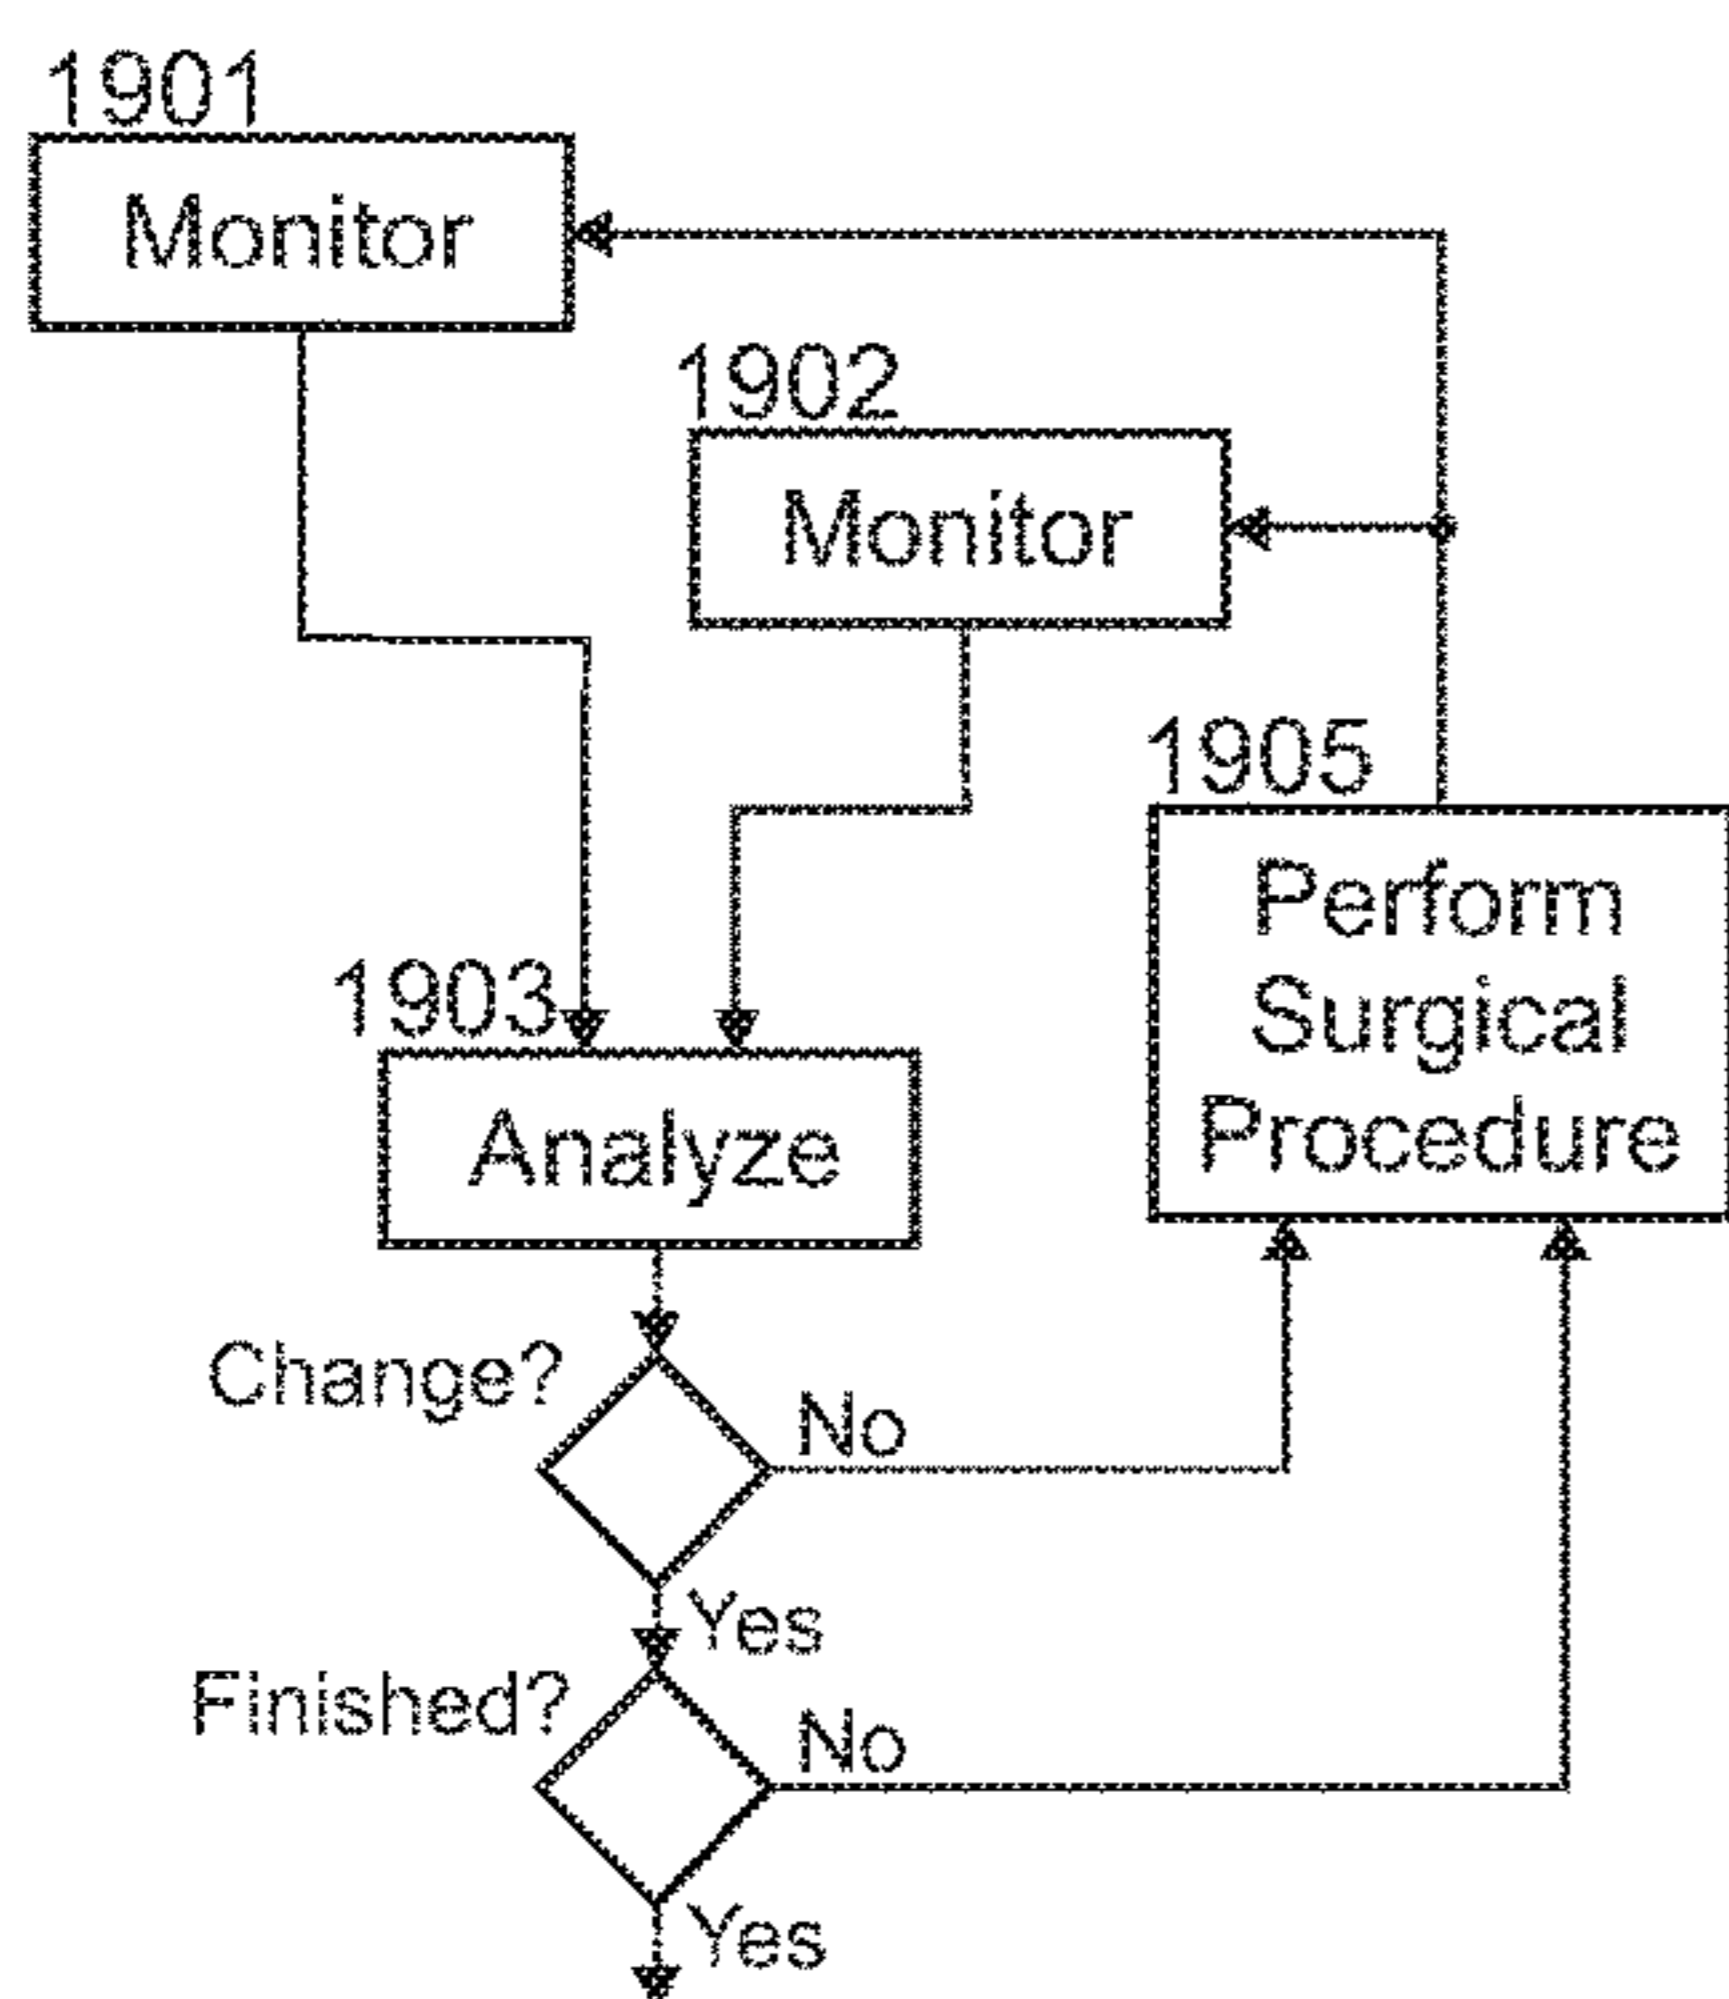 1901
Monitor
1902
Monitor
1905
Perform
Surgical
Procedure
1903
Analyze
Change?
No
Yes
Finished?
No
Yes